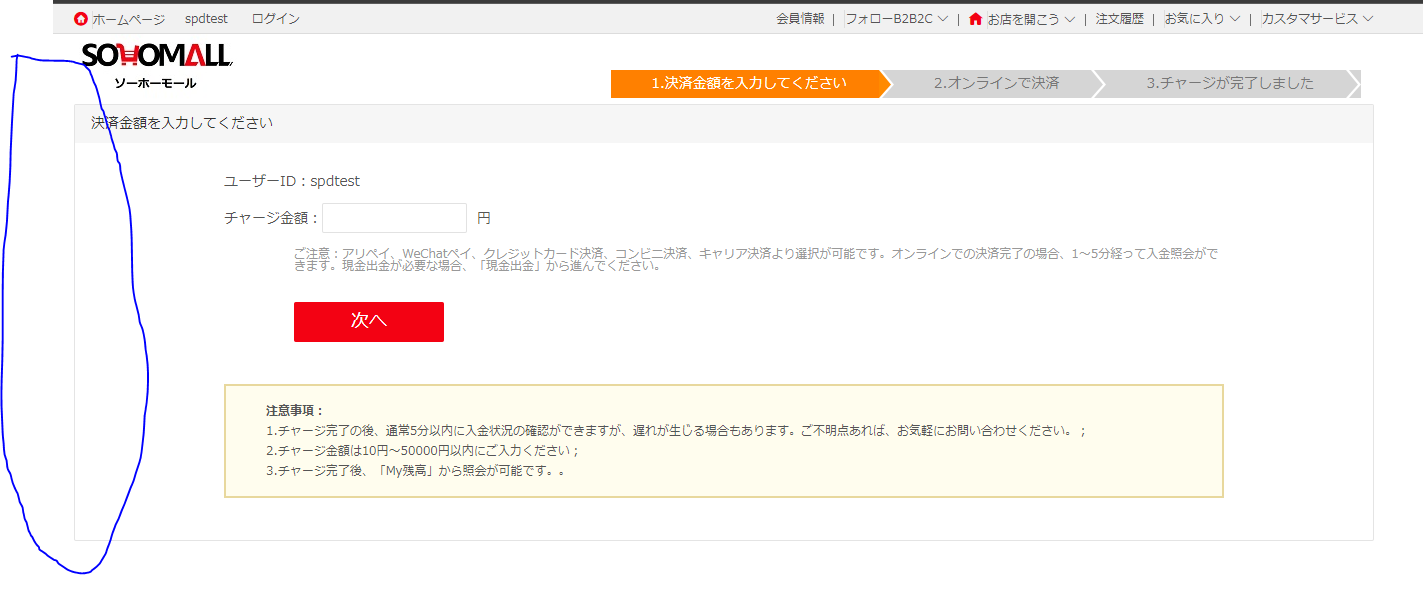 ホームページ spdtest ログイン 会員情報 | フォローB2B2C | お店を開こう | 注文履歴 | お気に入り | カスタマサービス
SOHOMALL
ソーホーモール
1.決済金額を入力してください 2.オンラインで決済 3.チャージが完了しました
決済金額を入力してください
ユーザーID：spdtest
チャージ金額： 円
ご注意：アリペイ、WeChatペイ、クレジットカード決済、コンビニ決済、キャリア決済より選択が可能です。オンラインでの決済完了の場合、1～5分経って入金照会がで
きます。現金出金が必要な場合、「現金出金」から進んでください。
次へ
注意事項：
1.チャージ完了の後、通常5分以内に入金状況の確認ができますが、遅れが生じる場合もあります。ご不明点あれば、お気軽にお問い合わせください。；
2.チャージ金額は10円～50000円以内にご入力ください；
3.チャージ完了後、「My残高」から照会が可能です。。